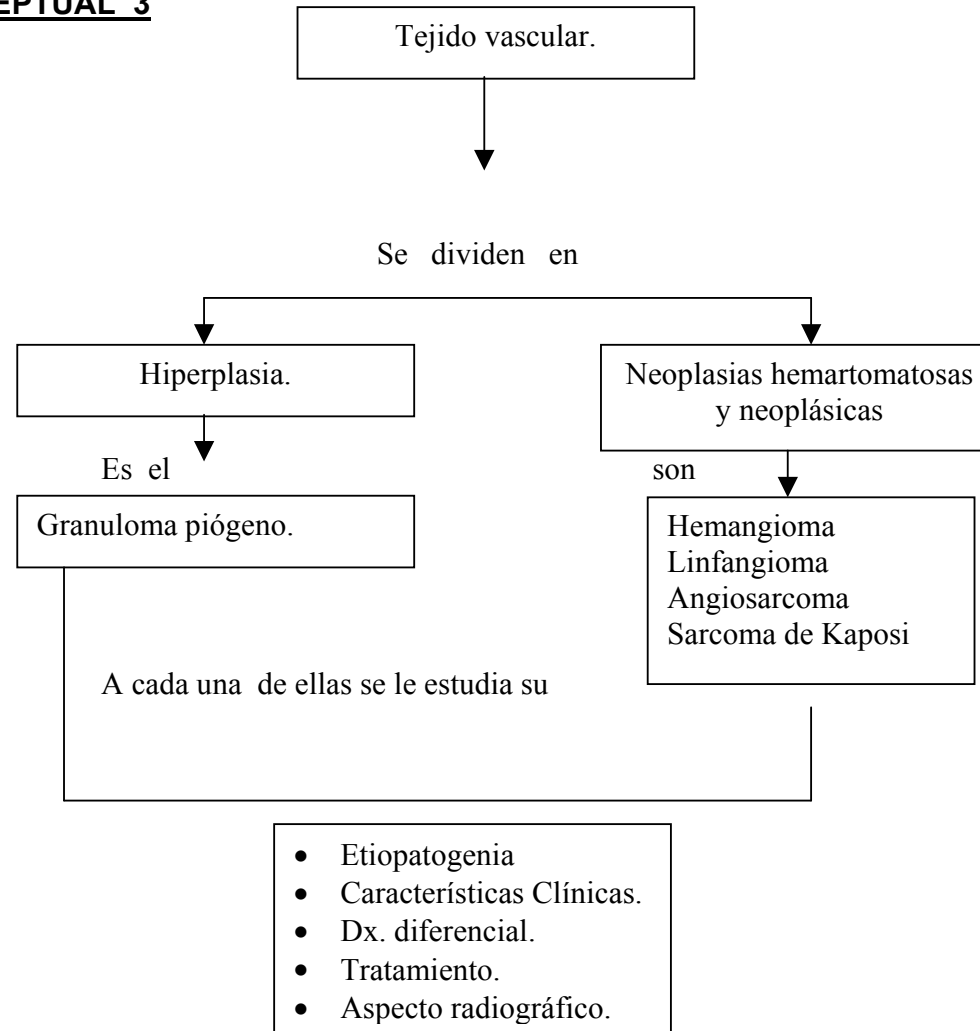 EPTUAL 3
Tejido vascular.
Se dividen en
Hiperplasia.
Neoplasias hemartomatosas
y neoplásicas
Es el
son
Granuloma piógeno.
Hemangioma
Linfangioma
Angiosarcoma
Sarcoma de Kaposi
A cada una de ellas se le estudia su
• Etiopatogenia
• Características Clínicas.
• Dx. diferencial.
• Tratamiento.
• Aspecto radiográfico.